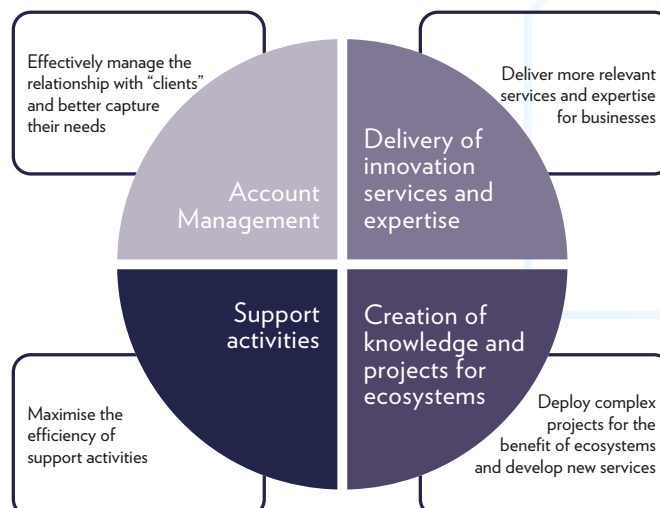 Effectively manage the
relationship with “clients”
and better capture
their needs
Deliver more relevant
services and expertise
for businesses
Account
Management
Delivery of
innovation
services and
expertise
Support
activities
Creation of
knowledge and
projects for
ecosystems
Maximise the
efficiency of
support activities
Deploy complex
projects for the
benefit of ecosystems
and develop new services